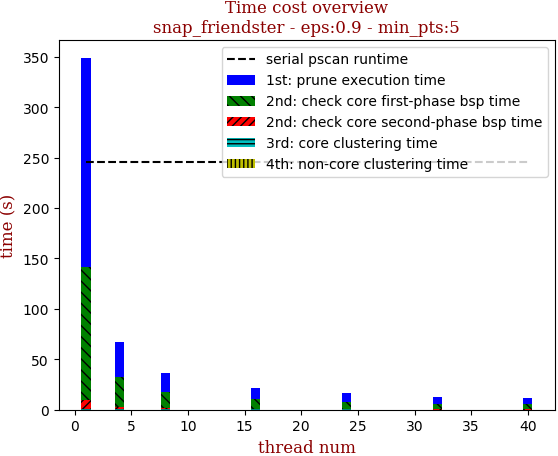 Time cost overview
snap_friendster - eps:0.9 - min_pts:5
serial pscan runtime
1st: prune execution time
2nd: check core first-phase bsp time
2nd: check core second-phase bsp time
3rd: core clustering time
4th: non-core clustering time
time (s)
350
300
250
200
150
100
50
0
0 5 10 15 20 25 30 35 40
thread num